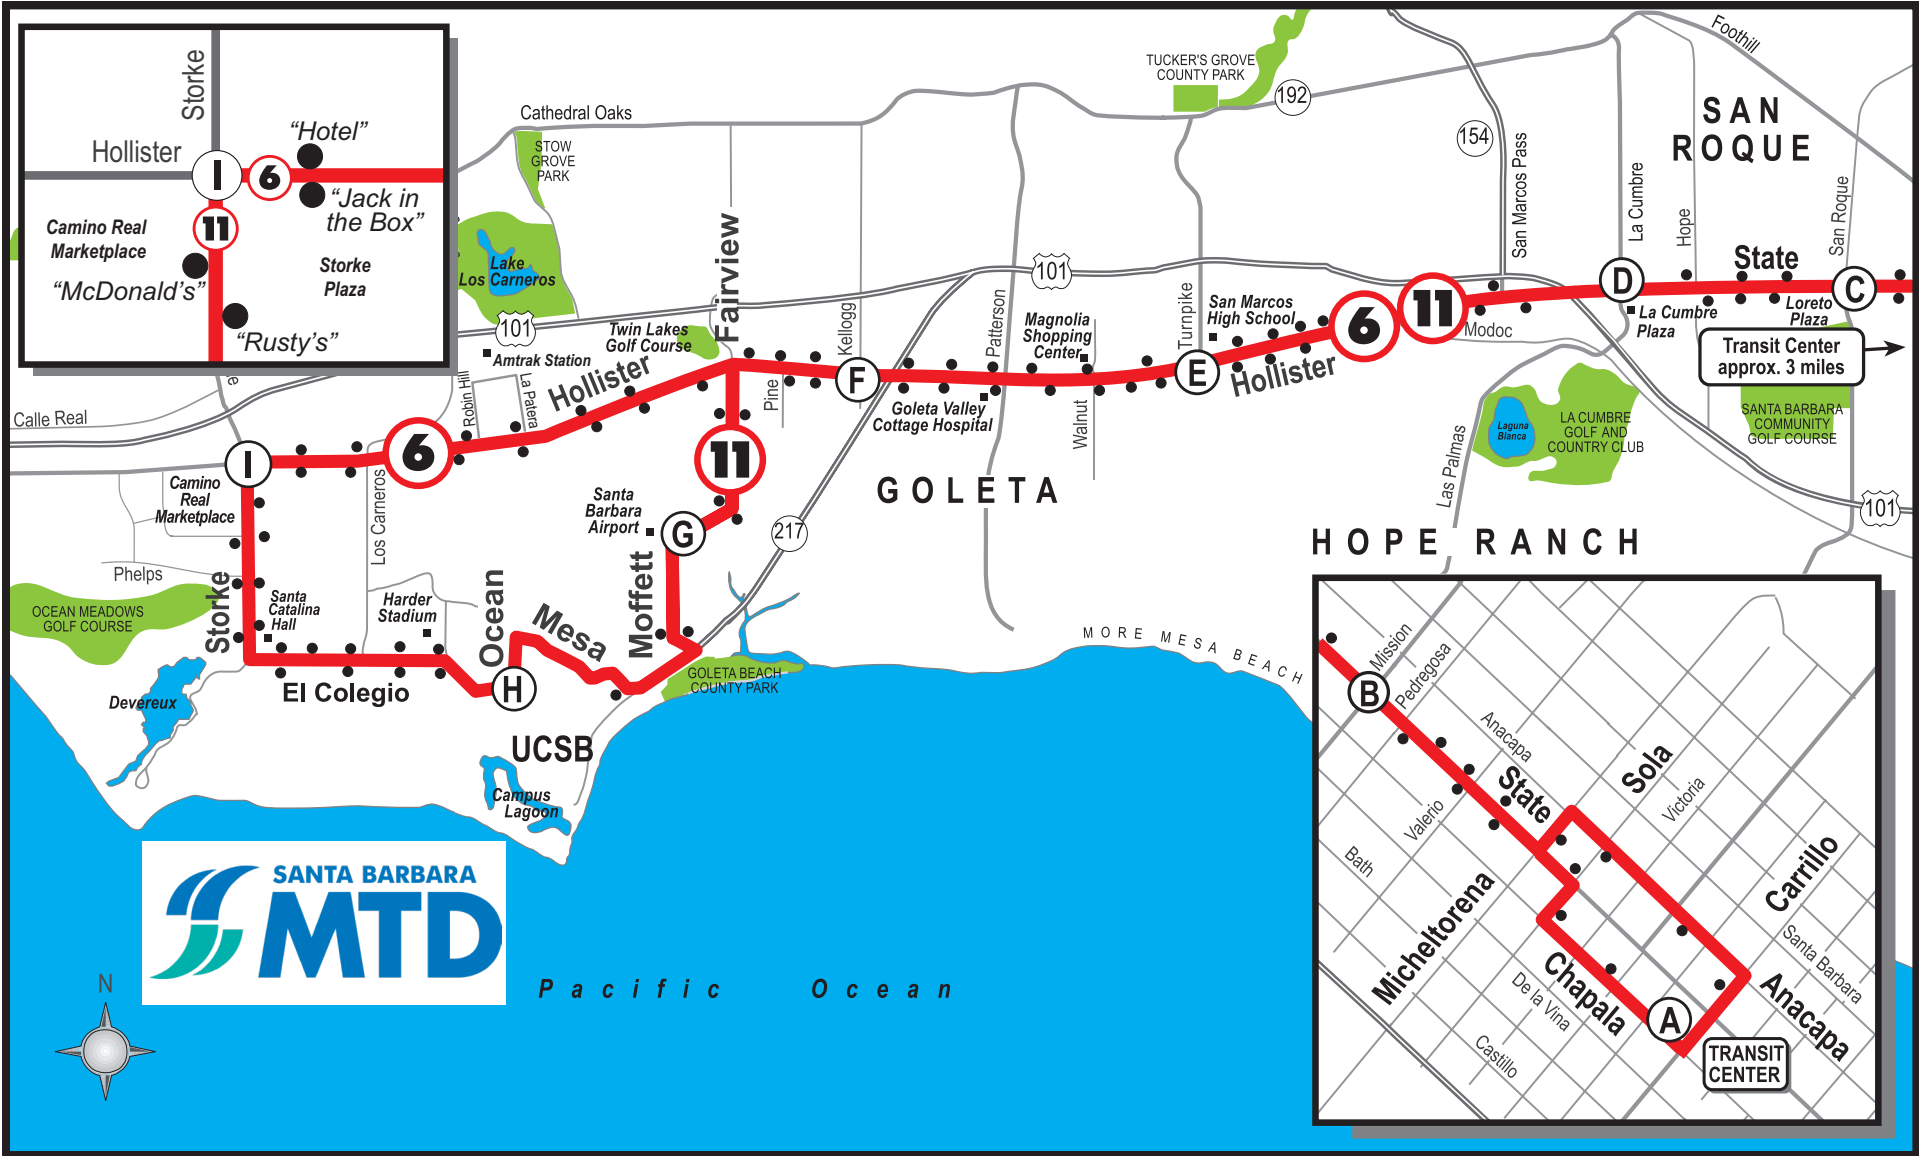 Storke
Hollister
I
6
11
“Hotel”
“Jack in
the Box”
Camino Real
Marketplace
Storke
Plaza
“McDonald’s”
“Rusty’s”
Cathedral Oaks
STOW
GROVE
PARK
Lake
Los Carneros
TUCKER'S GROVE
COUNTY PARK
192
154
Foothill
SAN
ROQUE
San Marcos Pass
La Cumbre
Hope
San Roque
State
101
101
Fairview
Kellogg
Patterson
Turnpike
Twin Lakes
Golf Course
Amtrak Station
Robin Hill
La Patera
Hollister
Pine
Magnolia
Shopping
Center
San Marcos
High School
6
11
Modoc
D
C
La Cumbre
Plaza
Loreto
Plaza
Transit Center
approx. 3 miles
F
E
Hollister
Goleta Valley
Cottage Hospital
Walnut
Calle Real
I
6
11
Camino
Real
Marketplace
Los Carneros
Santa
Barbara
Airport
G
217
GOLETA
Las Palmas
Laguna
Blanca
LA CUMBRE
GOLF AND
COUNTRY CLUB
SANTA BARBARA
COMMUNITY
GOLF COURSE
101
HOPE RANCH
Phelps
OCEAN MEADOWS
GOLF COURSE
Storke
Santa
Catalina
Hall
Harder
Stadium
Ocean
Mesa
Moffett
El Colegio
H
GOLETA BEACH
COUNTY PARK
MORE MESA BEACH
Devereux
UCSB
Campus
Lagoon
SANTA BARBARA
MTD
N
Pacific Ocean
Mission
Pedregosa
B
Anacapa
State
Sola
Victoria
Valerio
Bath
Micheltorena
Carrillo
Santa Barbara
Chapala
De la Vina
Castillo
A
Anacapa
TRANSIT
CENTER